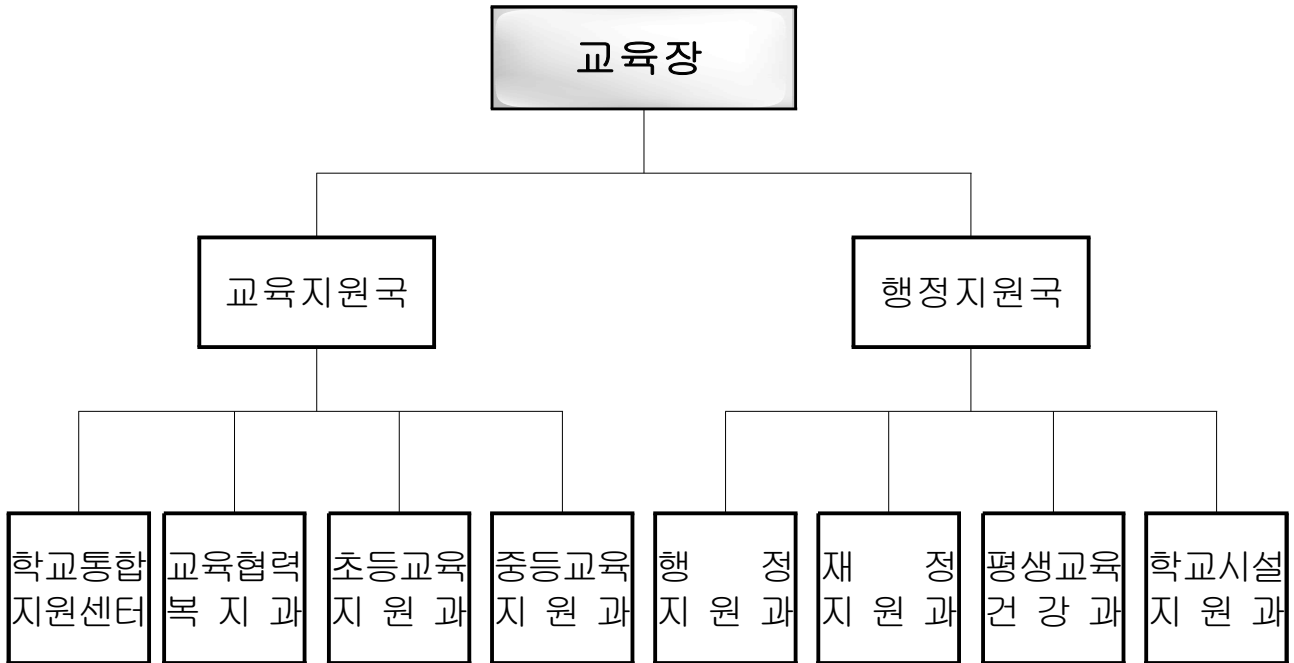 교육장
교육지원국
행정지원국
학교통합
지원센터
교육협력
복 지 과
초등교육
지 원 과
중등교육
지 원 과
행 정
지 원 과
재 정
지 원 과
평생교육
건 강 과
학교시설
지 원 과